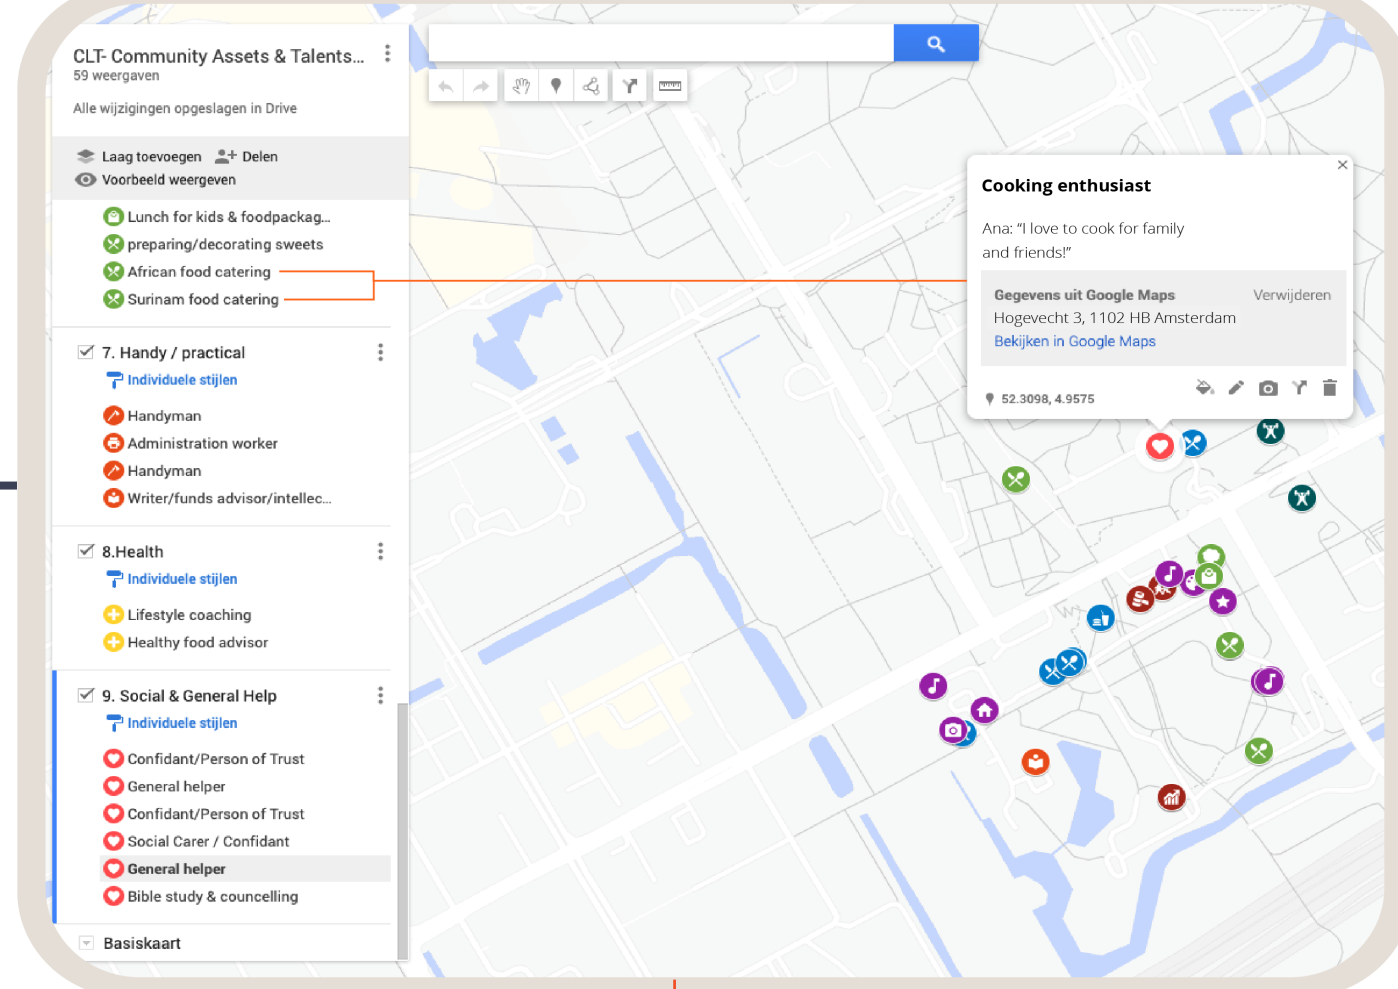 CLT- Community Assets & Talents...
59 weergaven
Alle wijzigingen opgeslagen in Drive
Laag toevoegen
Delen
Voorbeeld weergeven
Lunch for kids & foodpackag...
preparing/decorating sweets
African food catering
Surinam food catering
7. Handy / practical
Individuele stijlen
Handyman
Administration worker
Handyman
Writer/funds advisor/intellec...
8.Health
Individuele stijlen
Lifestyle coaching
Healthy food advisor
9. Social & General Help
Individuele stijlen
Confidant/Person of Trust
General helper
Confidant/Person of Trust
Social Carer / Confidant
General helper
Bible study & councelling
Basiskaart
Cooking enthusiast
Ana: “I love to cook for family
and friends!”
Gegevens uit Google Maps
Verwijderen
Hogevecht 3, 1102 HB Amsterdam
Bekijken in Google Maps
52.3098, 4.9575